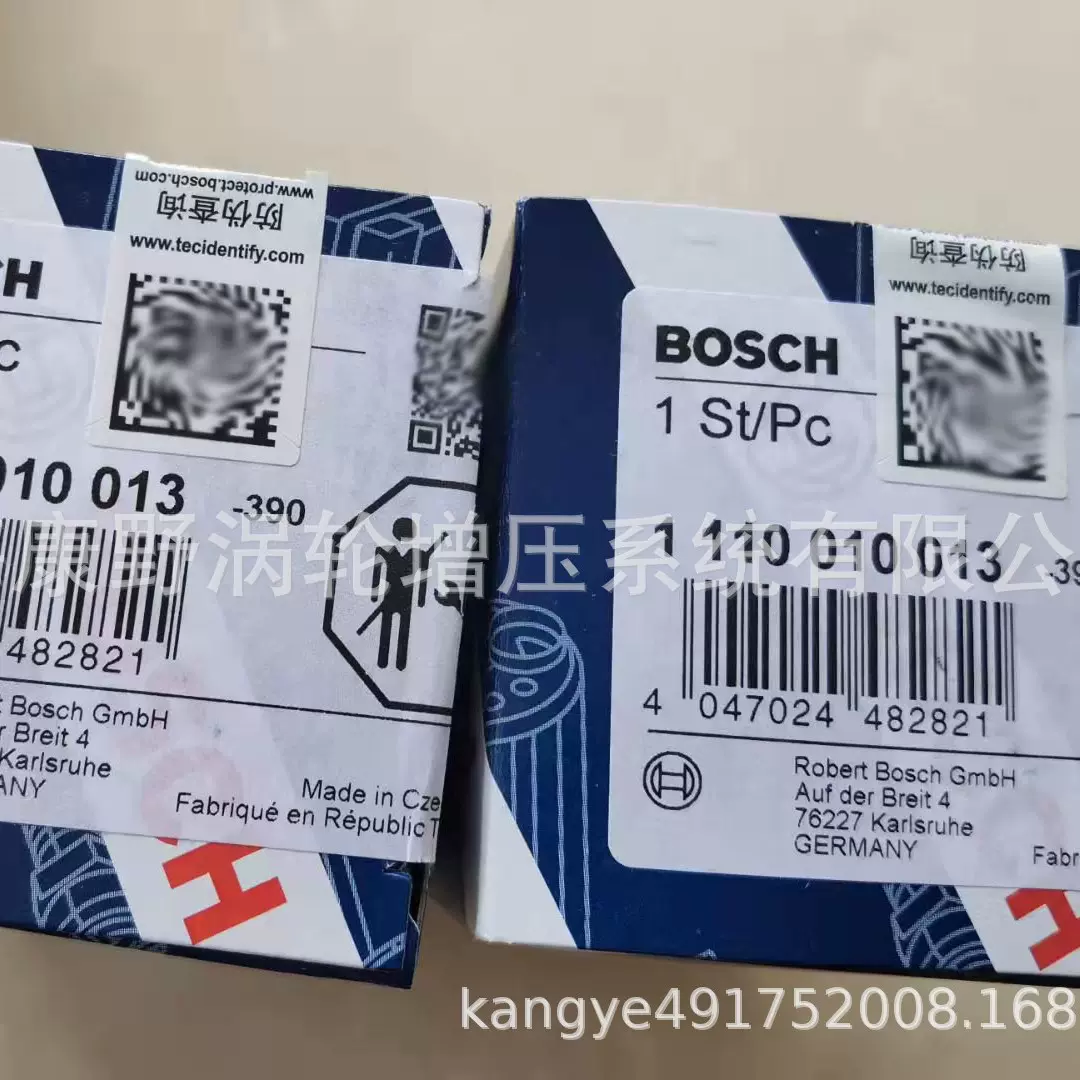 www.protect.bosch.com
防伪查询
www.tecidentify.com
CH
C
010 013 -390
482821
t Bosch GmbH
r Breit 4
Karlsruhe
ANY
Made in Cze
Fabriqué en Républic T
防伪查询
www.tecidentify.com
BOSCH
1 St/Pc
1 110 010 013 -39
4 047024 482821
Robert Bosch GmbH
Auf der Breit 4
76227 Karlsruhe
GERMANY
Fabr
H
H
康野涡轮增压系统有限公
kangye491752008.168